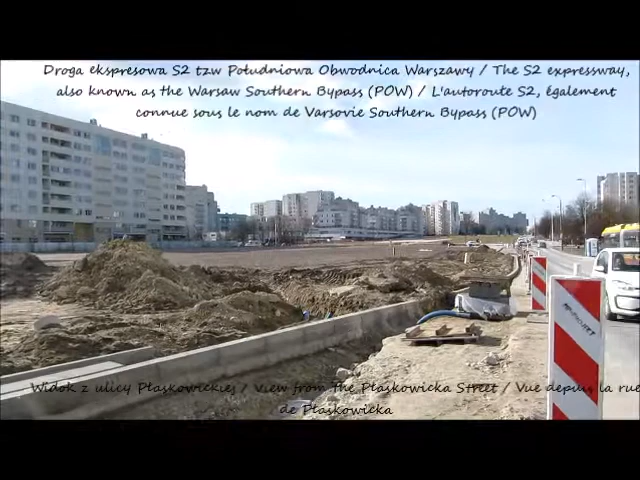 Droga ekspresowa S2 tzw Południowa Obwodnica Warszawy / The S2 expressway,
also known as the Warsaw Southern Bypass (POW) / L'autoroute S2, également
connue sous le nom de Varsovie Southern Bypass (POW)
Widok z ulicy Płaskowickiej / View from the Płaskowicka Street / Vue depuis la rue
de Płaskowicka